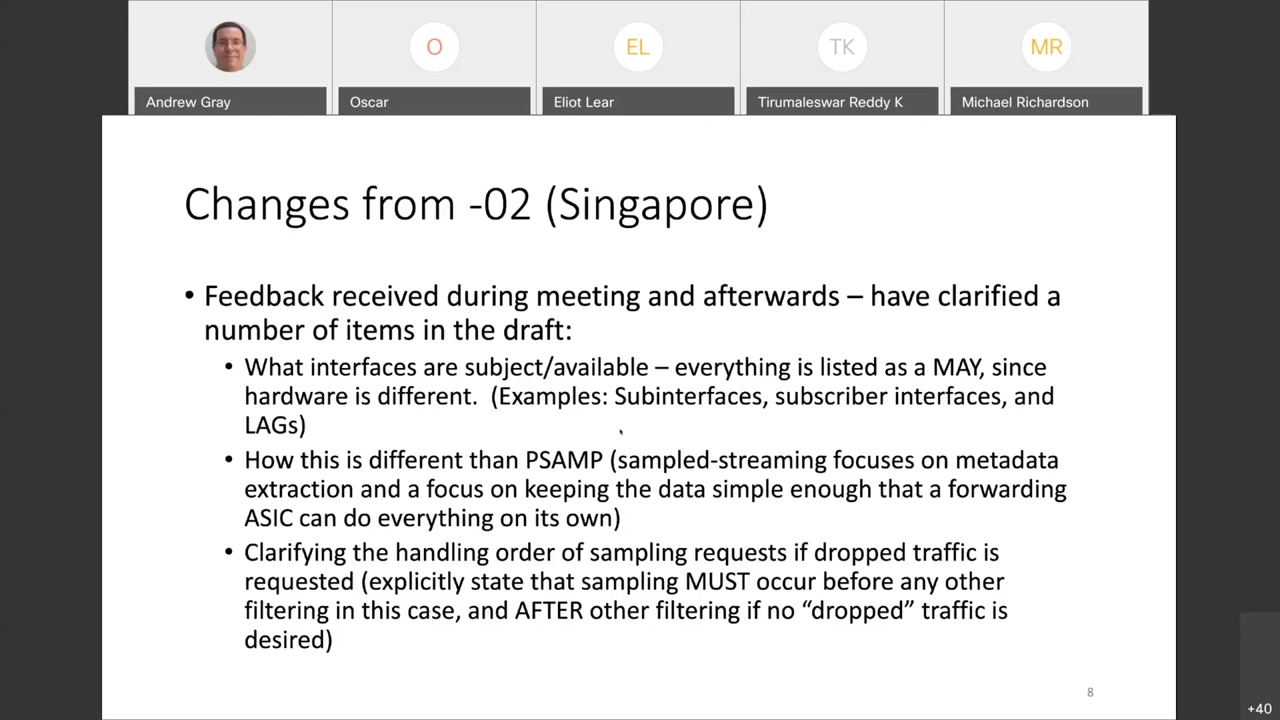 O
EL
TK
MR
Andrew Gray
Oscar
Eliot Lear
Tirumaleswar Reddy K
Michael Richardson
Changes from -02 (Singapore)
• Feedback received during meeting and afterwards – have clarified a
number of items in the draft:
• What interfaces are subject/available – everything is listed as a MAY, since
hardware is different.  (Examples: Subinterfaces, subscriber interfaces, and
LAGs)
• How this is different than PSAMP (sampled-streaming focuses on metadata
extraction and a focus on keeping the data simple enough that a forwarding
ASIC can do everything on its own)
• Clarifying the handling order of sampling requests if dropped traffic is
requested (explicitly state that sampling MUST occur before any other
filtering in this case, and AFTER other filtering if no “dropped” traffic is
desired)
8
+40